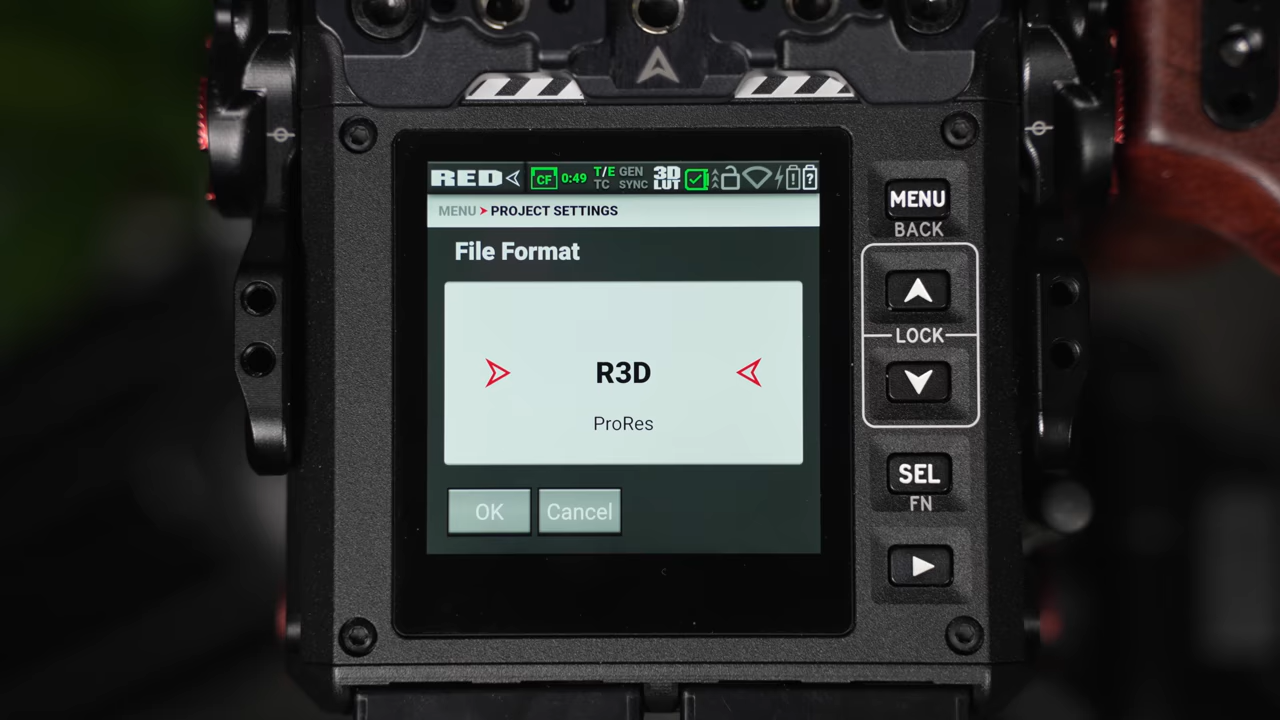 RED
CF 0:49 T/E TC GEN SYNC 3D LUT
MENU PROJECT SETTINGS
File Format
R3D
ProRes
OK Cancel
MENU
BACK
LOCK
SEL
FN